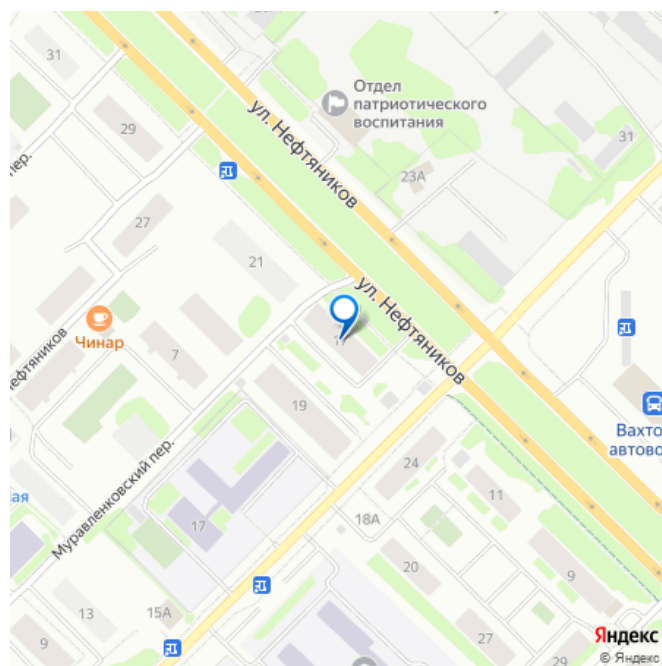 31
29
пер.
27
21
Отдел
патриотического
воспитания
ул. Нефтяников
23А
31
ул. Нефтяников
Чинар
7
нефтяников
19
Муравленковский пер.
17
24
11
18А
20
9
27
29
13
15А
9
Вахто
автово
Яндекс
© Яндекс